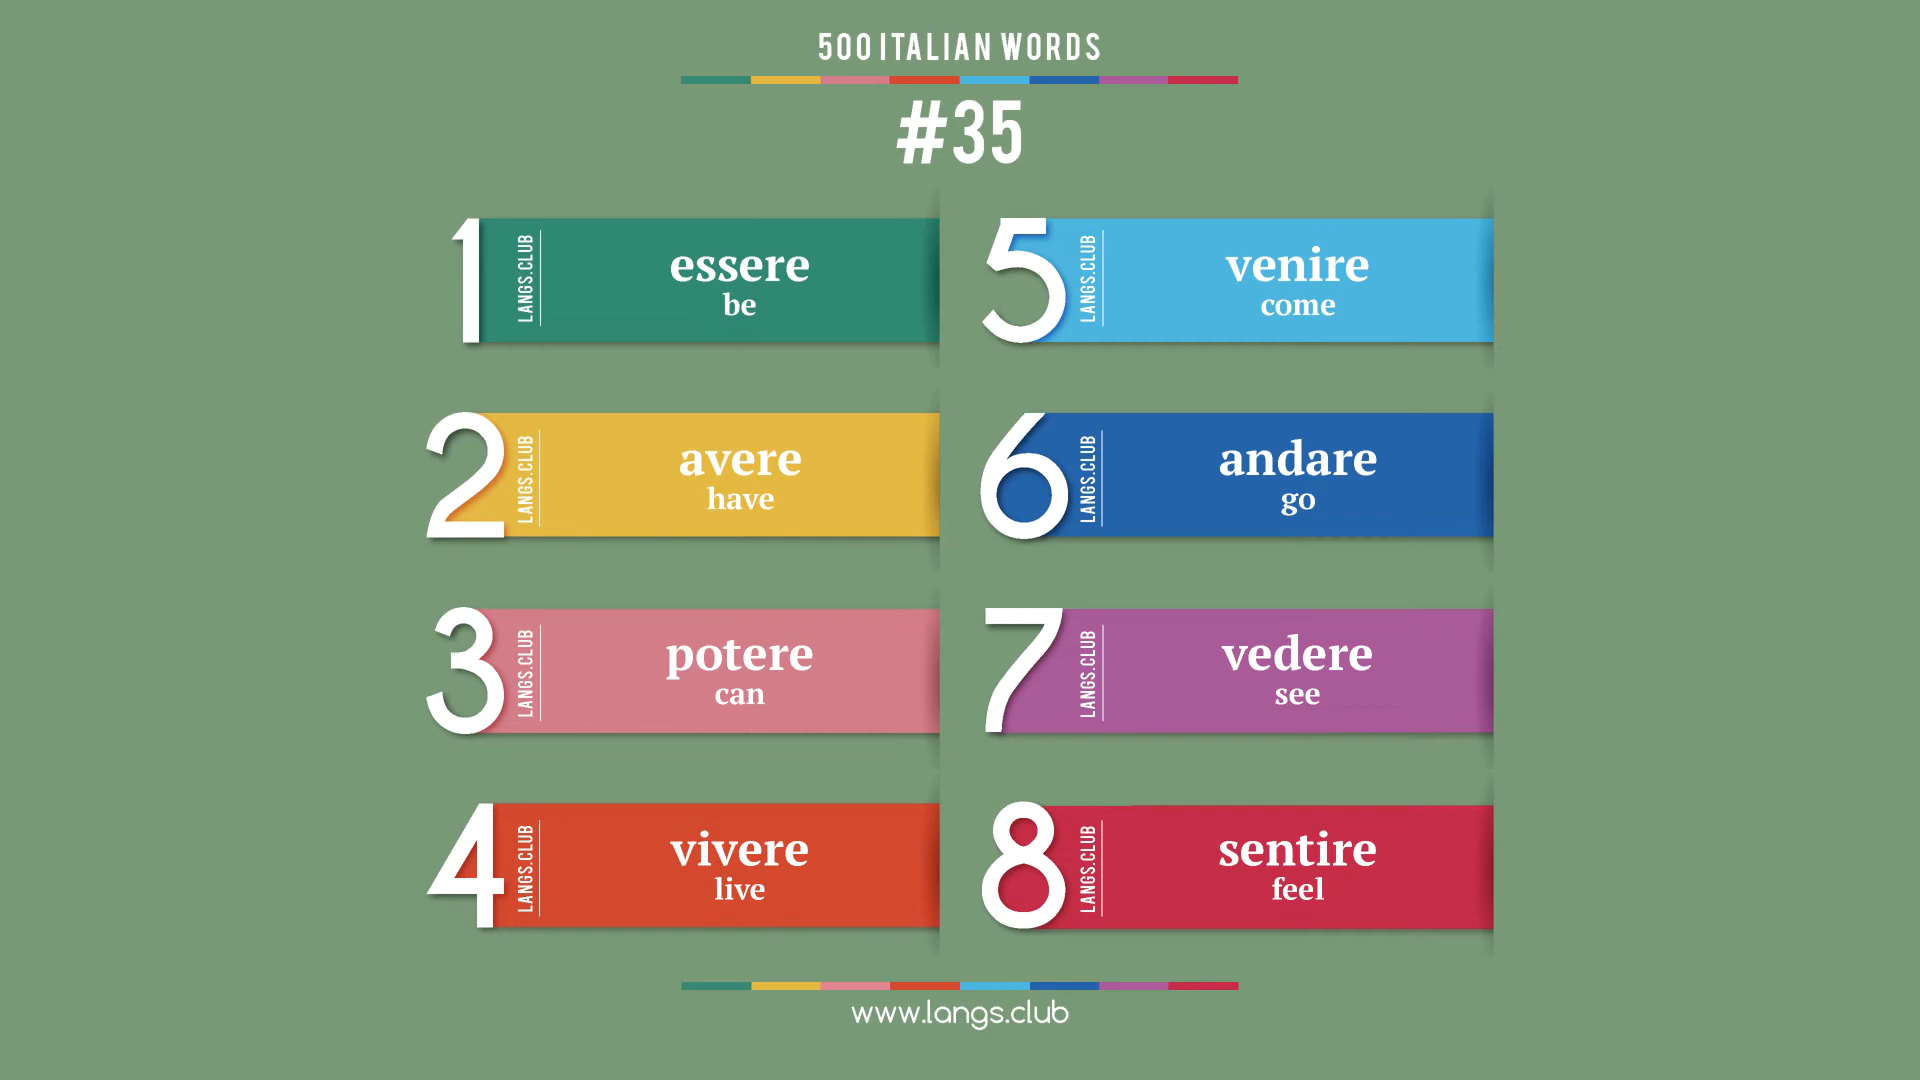 500 ITALIAN WORDS
#35
1
LANGS.CLUB
essere
be
2
LANGS.CLUB
avere
have
3
LANGS.CLUB
potere
can
4
LANGS.CLUB
vivere
live
5
LANGS.CLUB
venire
come
6
LANGS.CLUB
andare
go
7
LANGS.CLUB
vedere
see
8
LANGS.CLUB
sentire
feel
www.langs.club